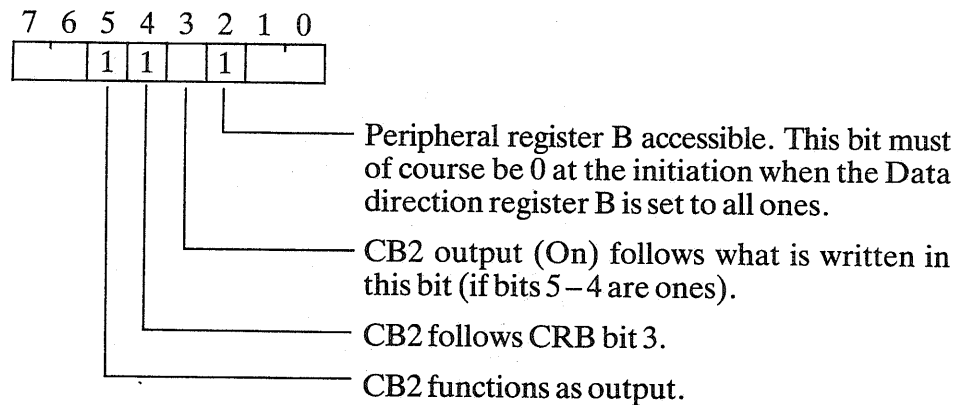 7 6 5 4 3 2 1 0
1 1 1
Peripheral register B accessible. This bit must
of course be 0 at the initiation when the Data
direction register B is set to all ones.
CB2 output (On) follows what is written in
this bit (if bits 5–4 are ones).
CB2 follows CRB bit 3.
CB2 functions as output.